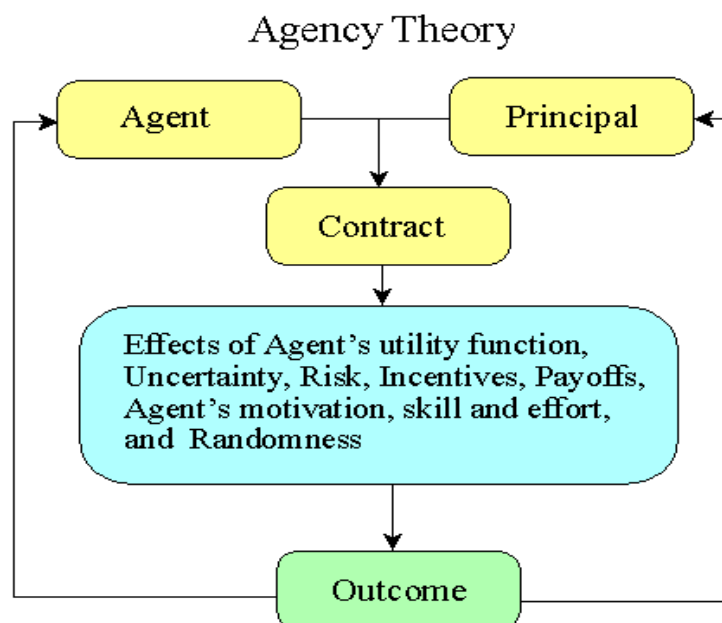 Agency Theory
Agent
Principal
Contract
Effects of Agent’s utility function,
Uncertainty, Risk, Incentives, Payoffs,
Agent’s motivation, skill and effort,
and Randomness
Outcome